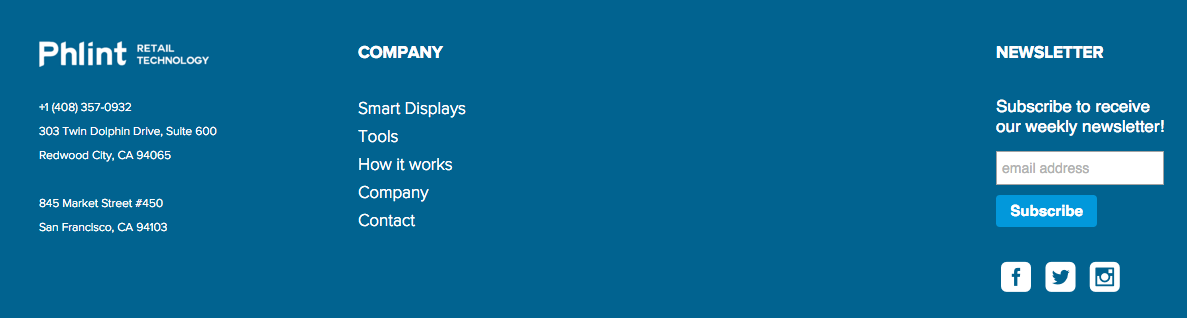 Phlint RETAIL
TECHNOLOGY
+1 (408) 357-0932
303 Twin Dolphin Drive, Suite 600
Redwood City, CA 94065
845 Market Street #450
San Francisco, CA 94103
COMPANY
Smart Displays
Tools
How it works
Company
Contact
NEWSLETTER
Subscribe to receive
our weekly newsletter!
email address
Subscribe